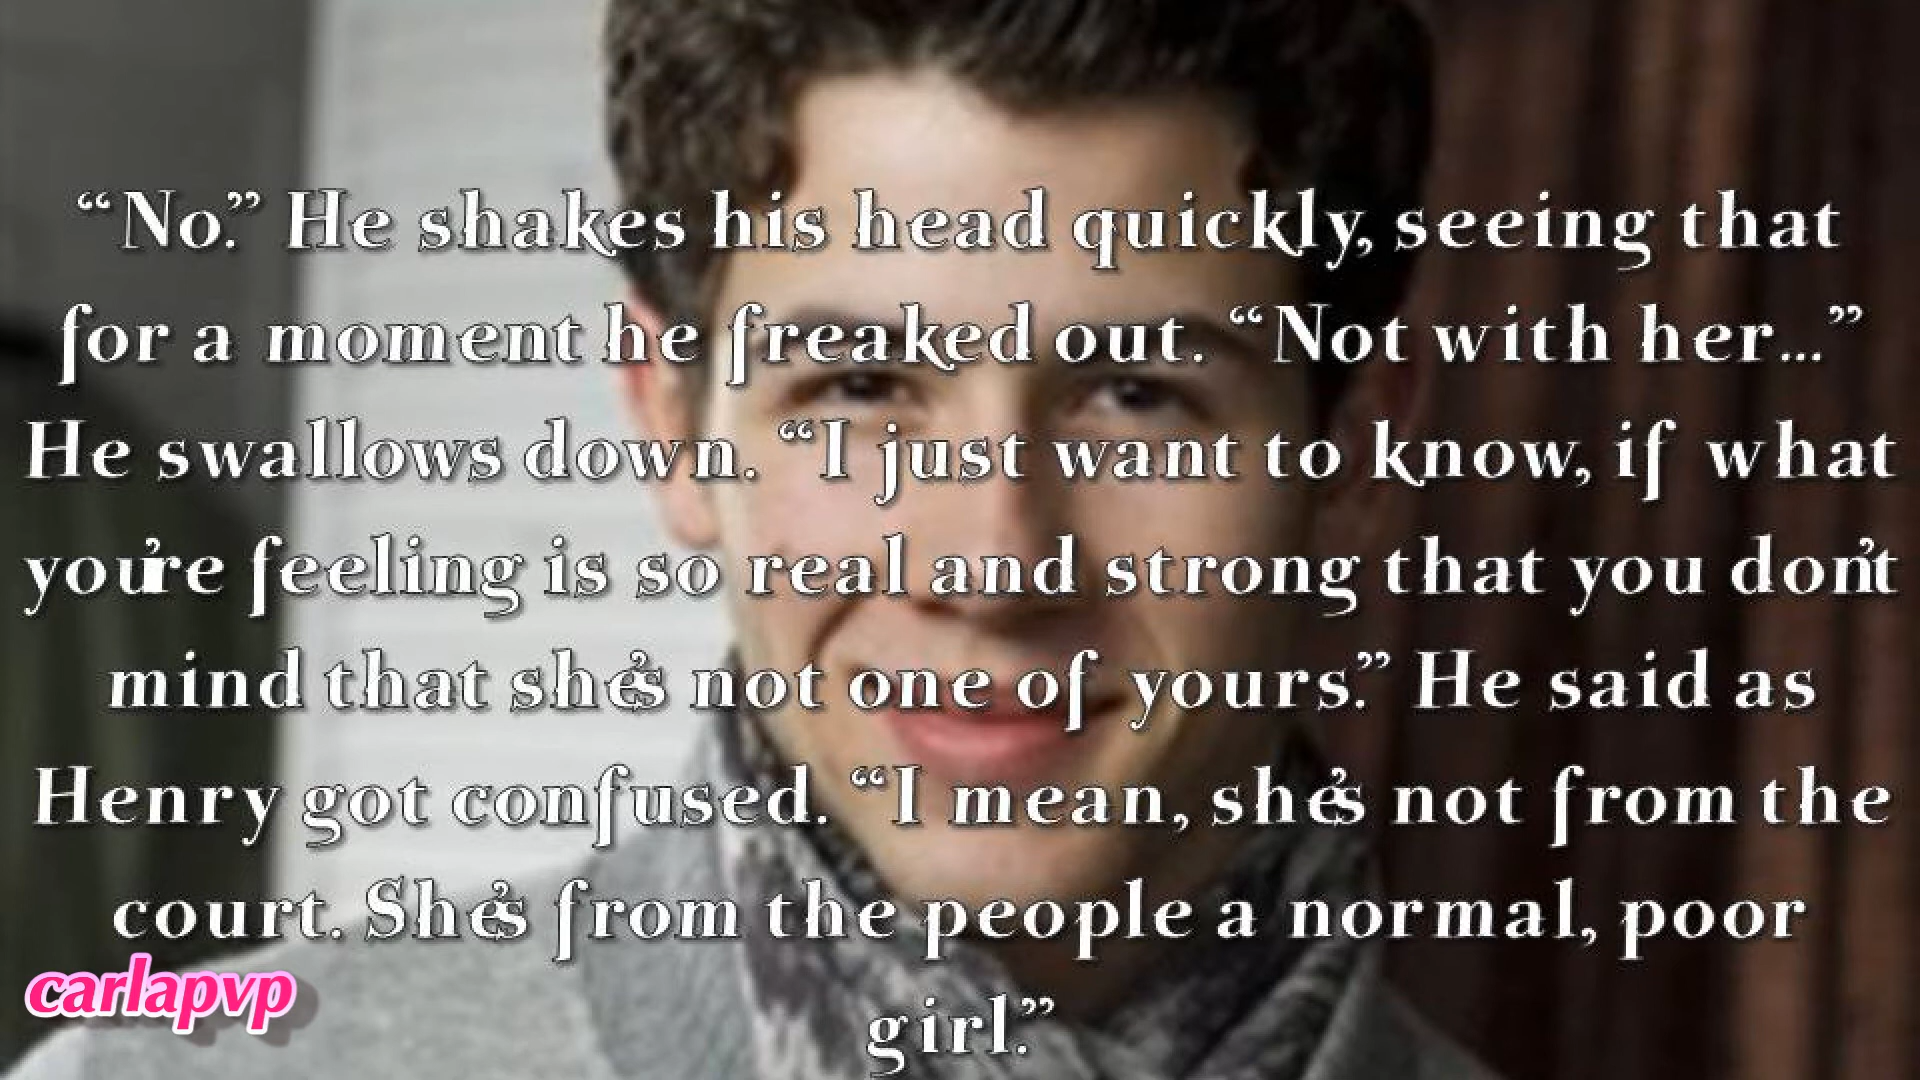 “No.” He shakes his head quickly, seeing that
for a moment he freaked out. “Not with her...”
He swallows down. “I just want to know, if what
you’re feeling is so real and strong that you don’t
mind that she’s not one of yours.” He said as
Henry got confused. “I mean, she’s not from the
court. She’s from the people a normal, poor
girl.”
carlapvp